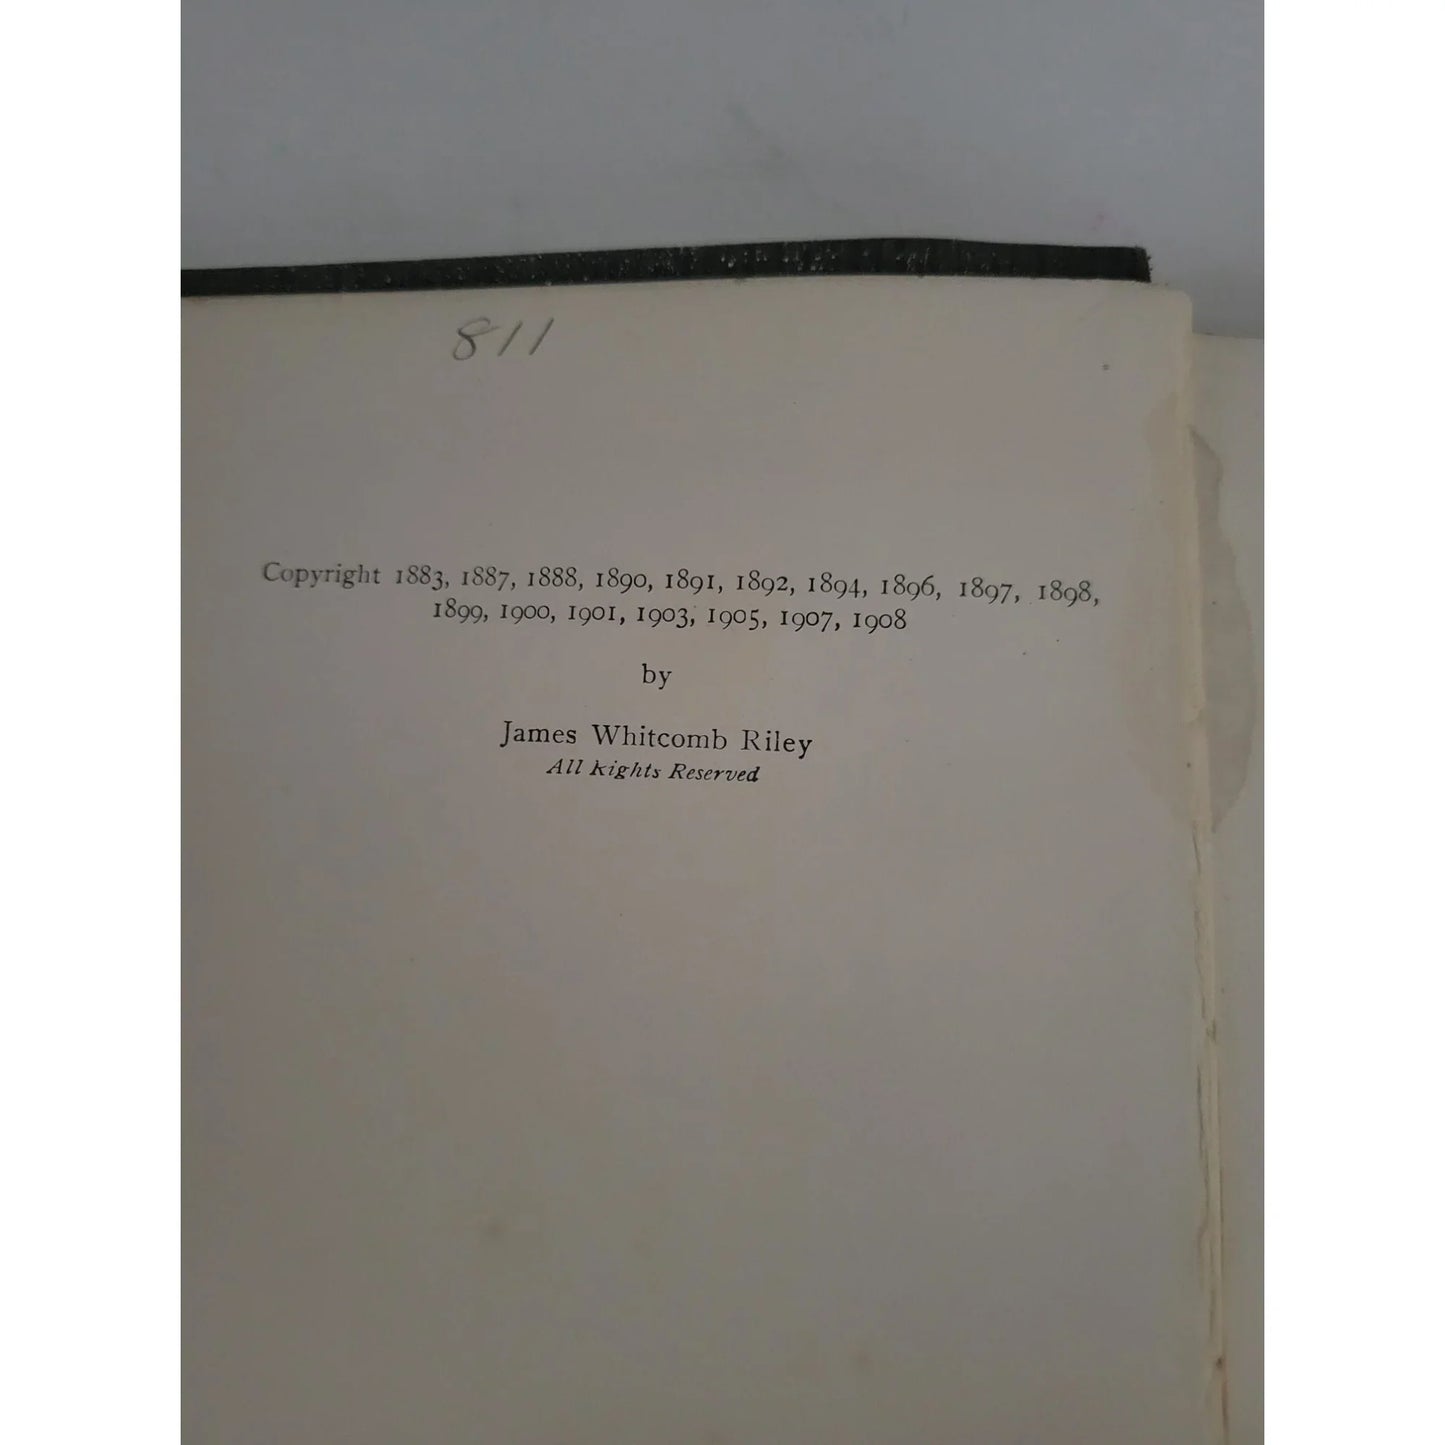 811
Copyright 1883, 1887, 1888, 1890, 1891, 1892, 1894, 1896, 1897, 1898,
1899, 1900, 1901, 1903, 1905, 1907, 1908
by
James Whitcomb Riley
All Rights Reserved